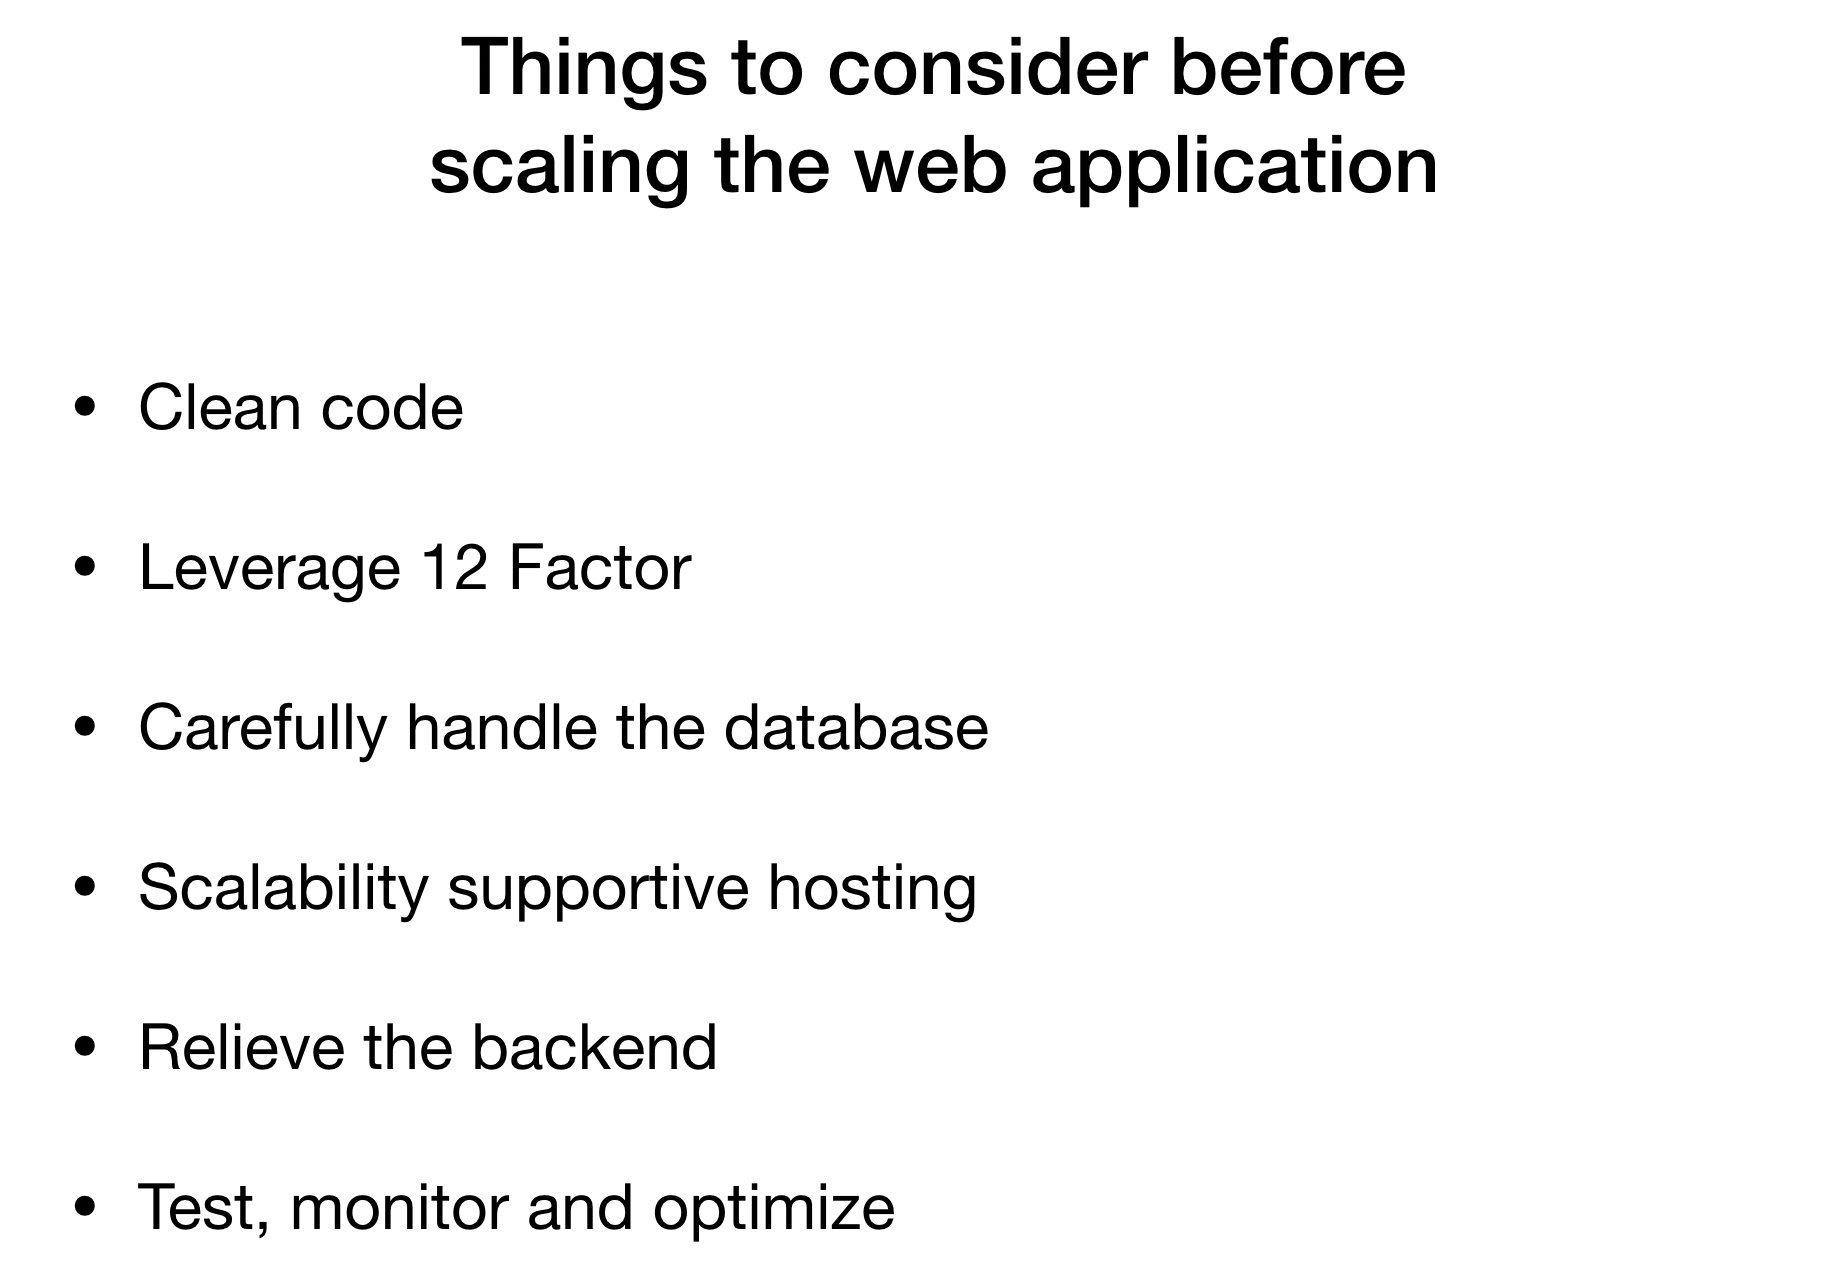 Things to consider before
scaling the web application
• Clean code
• Leverage 12 Factor
• Carefully handle the database
• Scalability supportive hosting
• Relieve the backend
• Test, monitor and optimize